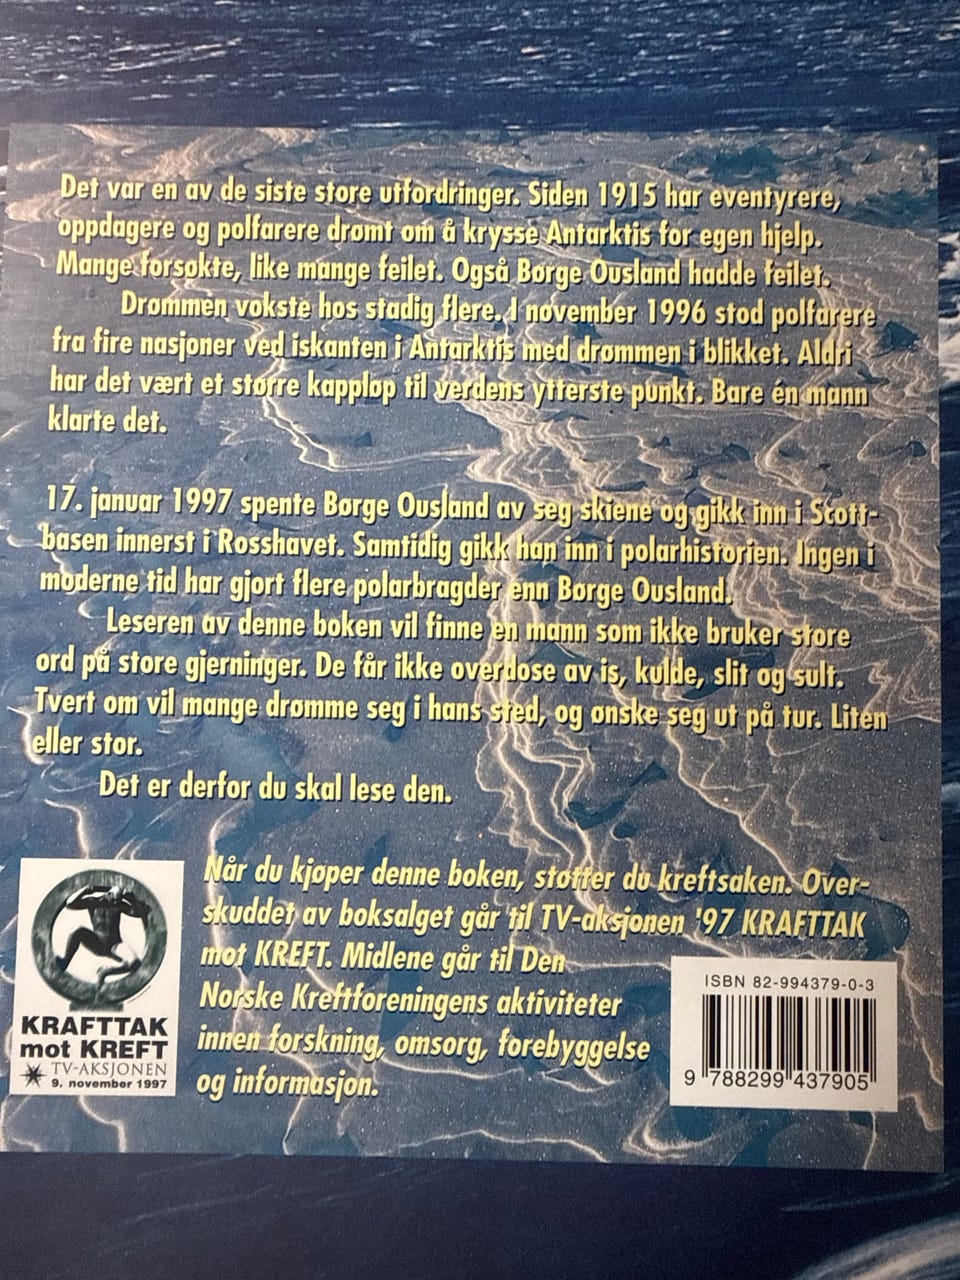 Det var en av de siste store utfordringer. Siden 1915 har eventyrere,
oppdagere og polfarere drømt om å krysse Antarktis for egen hjelp.
Mange forsøkte, like mange feilet. Også Børge Ousland hadde feilet.
Drømmen vokste hos stadig flere. I november 1996 stod polfarere
fra fire nasjoner ved iskanten i Antarktis med drømmen i blikket. Aldri
har det vært et større kappløp til verdens ytterste punkt. Bare én mann
klarte det.
17. januar 1997 spente Børge Ousland av seg skiene og gikk inn i Scott-
basen innerst i Rosshavet. Samtidig gikk han inn i polarhistorien. Ingen i
moderne tid har gjort flere polarbragder enn Børge Ousland.
Leseren av denne boken vil finne en mann som ikke bruker store
ord på store gjerninger. De får ikke overdose av is, kulde, slit og sult.
Tvert om vil mange drømme seg i hans sted, og ønske seg ut på tur. Liten
eller stor.
Det er derfor du skal lese den.
Når du kjøper denne boken, støtter du kreftsaken. Over-
skuddet av boksalget går til TV-aksjonen '97 KRAFTTAK
mot KREFT. Midlene går til Den
Norske Kreftforeningens aktiviteter
innen forskning, omsorg, forebyggelse
og informasjon.
KRAFTTAK
mot KREFT
TV-AKSJONEN
9. november 1997
ISBN 82-994379-0-3
9 788299 437905